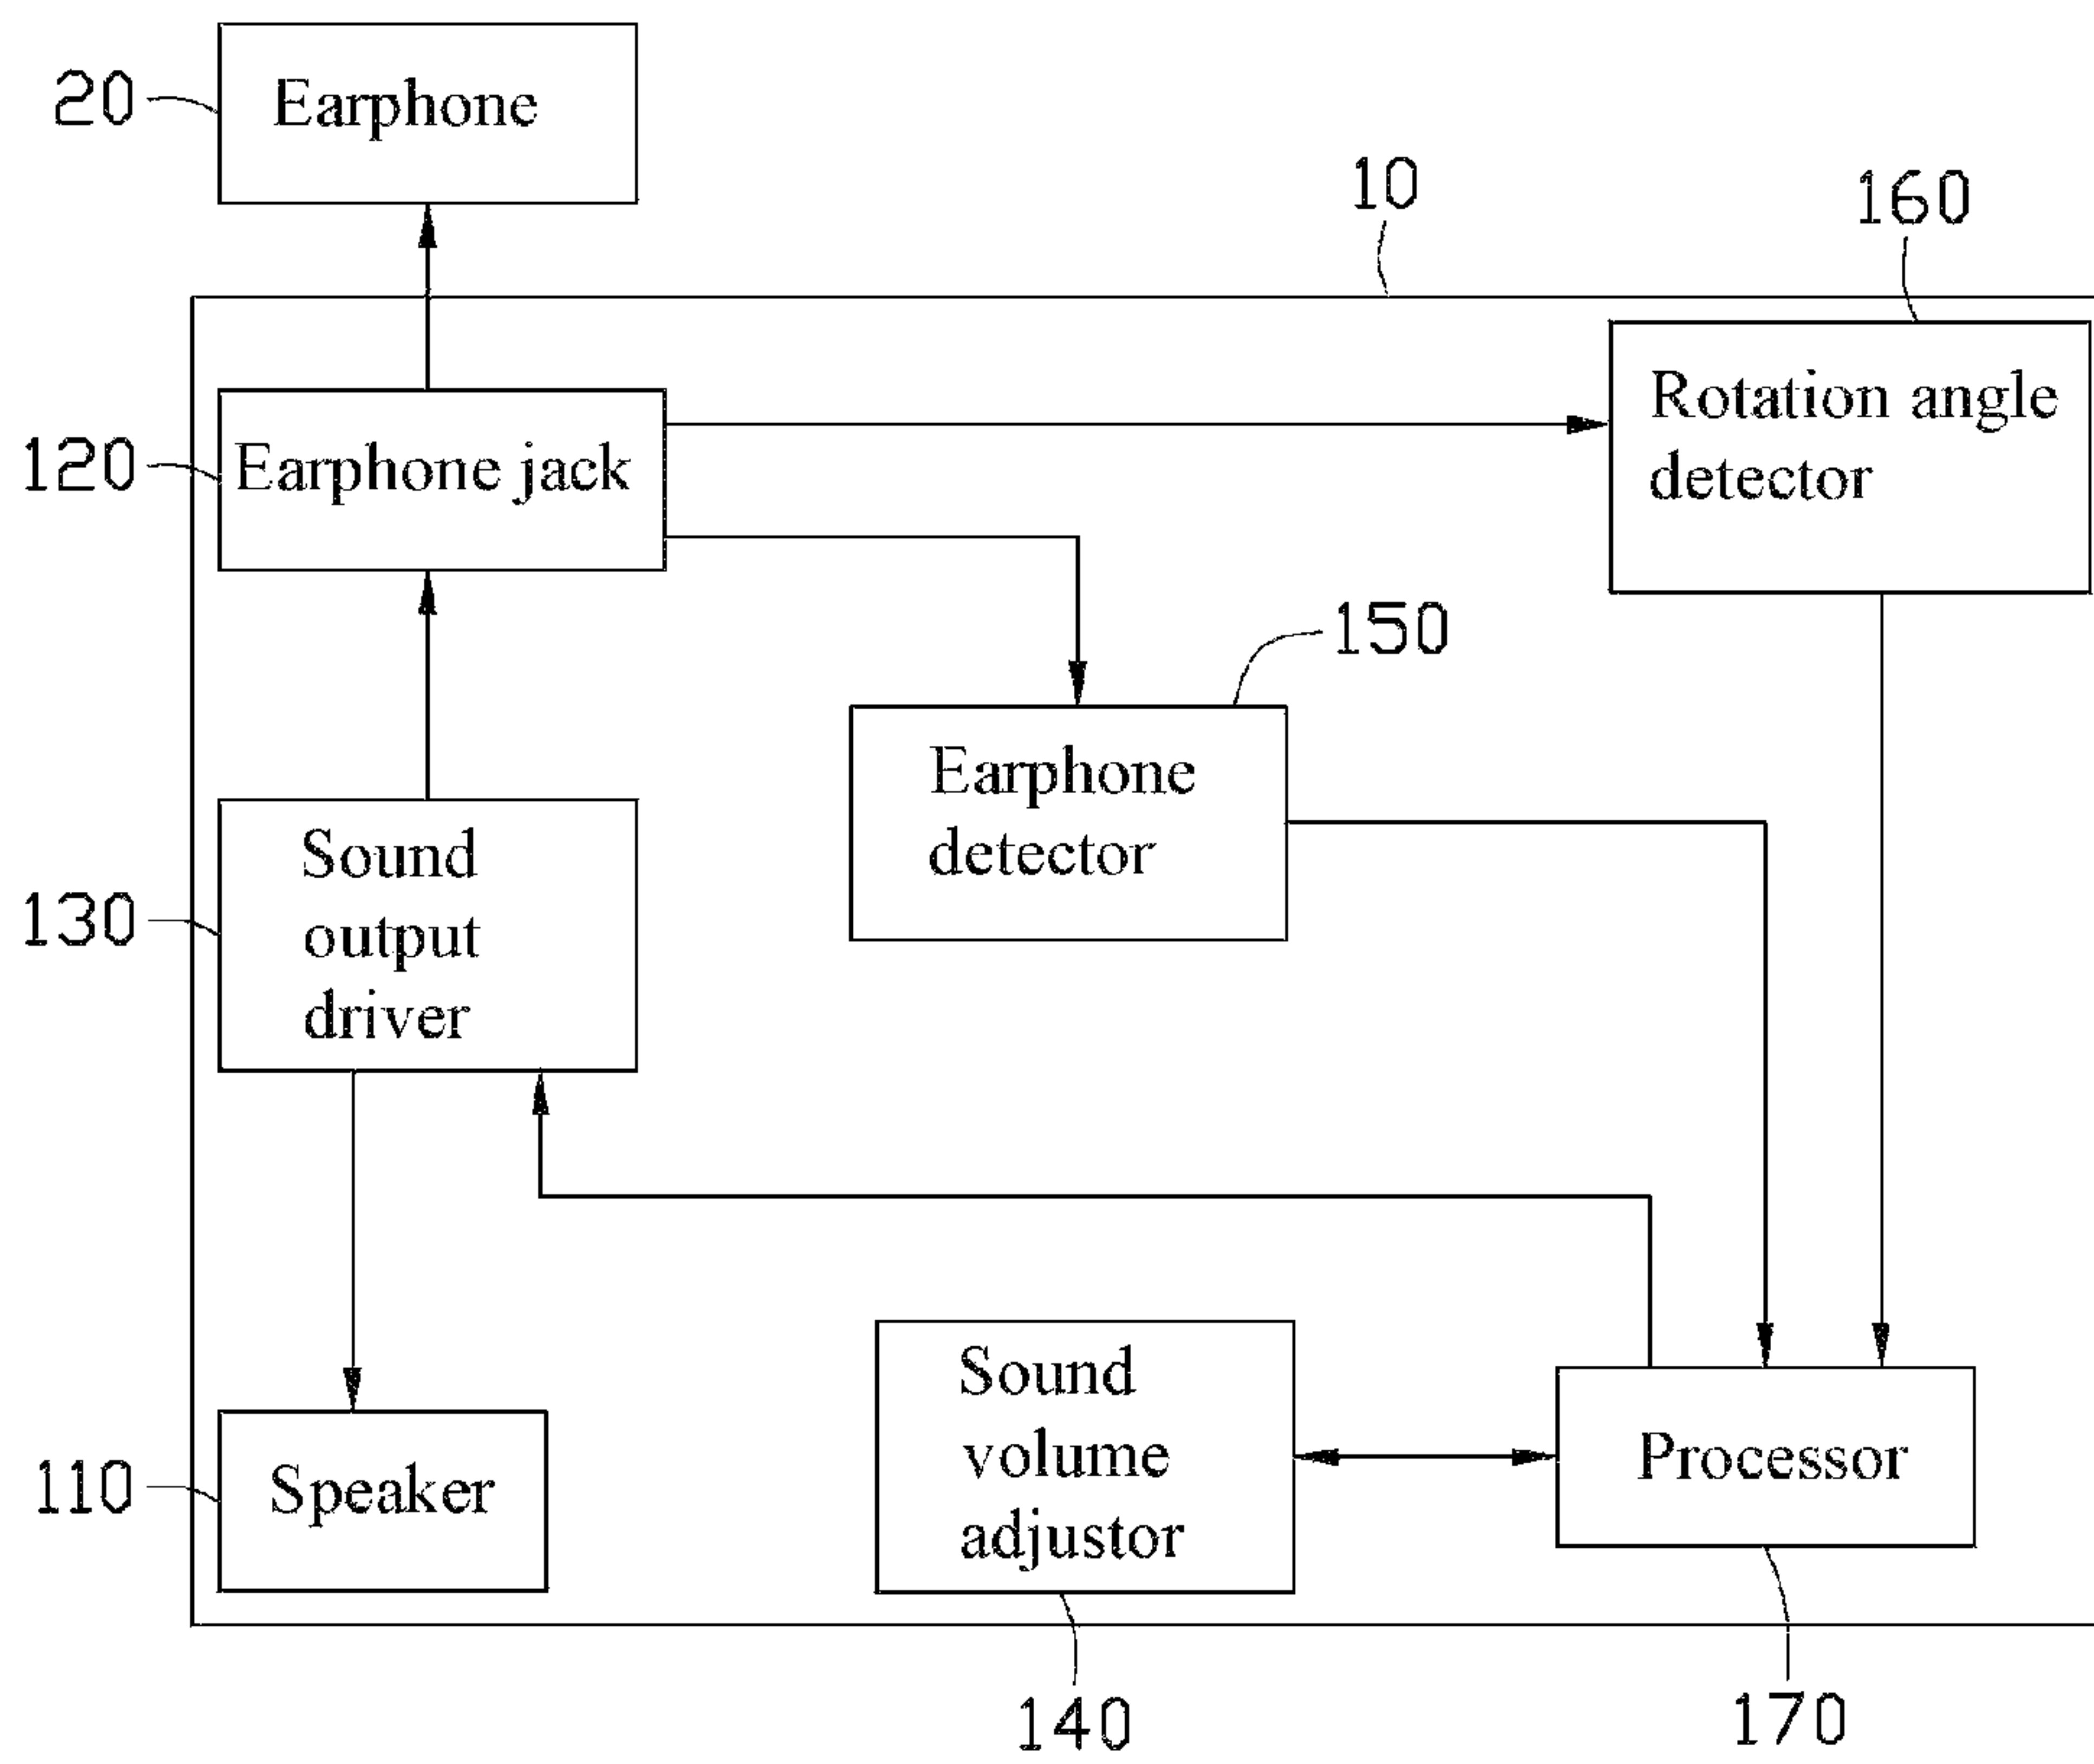 20
Earphone
10
160
120
Earphone jack
Rotation angle
detector
150
Earphone
detector
130
Sound
output
driver
110
Speaker
Sound
volume
adjustor
Processor
140
170